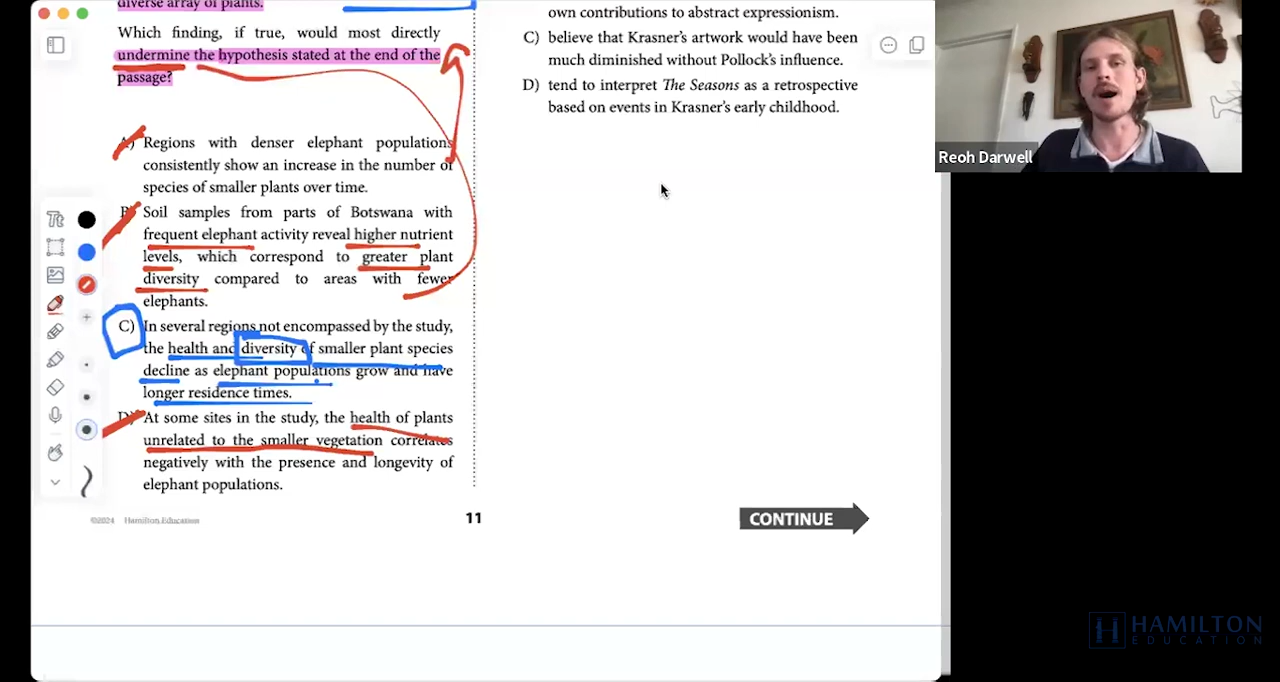 diverse array of plants.
Which finding, if true, would most directly
undermine the hypothesis stated at the end of the
passage?
A) Regions with denser elephant populations
consistently show an increase in the number of
species of smaller plants over time.
B) Soil samples from parts of Botswana with
frequent elephant activity reveal higher nutrient
levels, which correspond to greater plant
diversity compared to areas with fewer
elephants.
C) In several regions not encompassed by the study,
the health and diversity of smaller plant species
decline as elephant populations grow and have
longer residence times.
D) At some sites in the study, the health of plants
unrelated to the smaller vegetation correlates
negatively with the presence and longevity of
elephant populations.
©2024 Hamilton Education
11
own contributions to abstract expressionism.
C) believe that Krasner's artwork would have been
much diminished without Pollock's influence.
D) tend to interpret The Seasons as a retrospective
based on events in Krasner's early childhood.
CONTINUE
Tt
Reoh Darwell
HAMILTON
EDUCATION